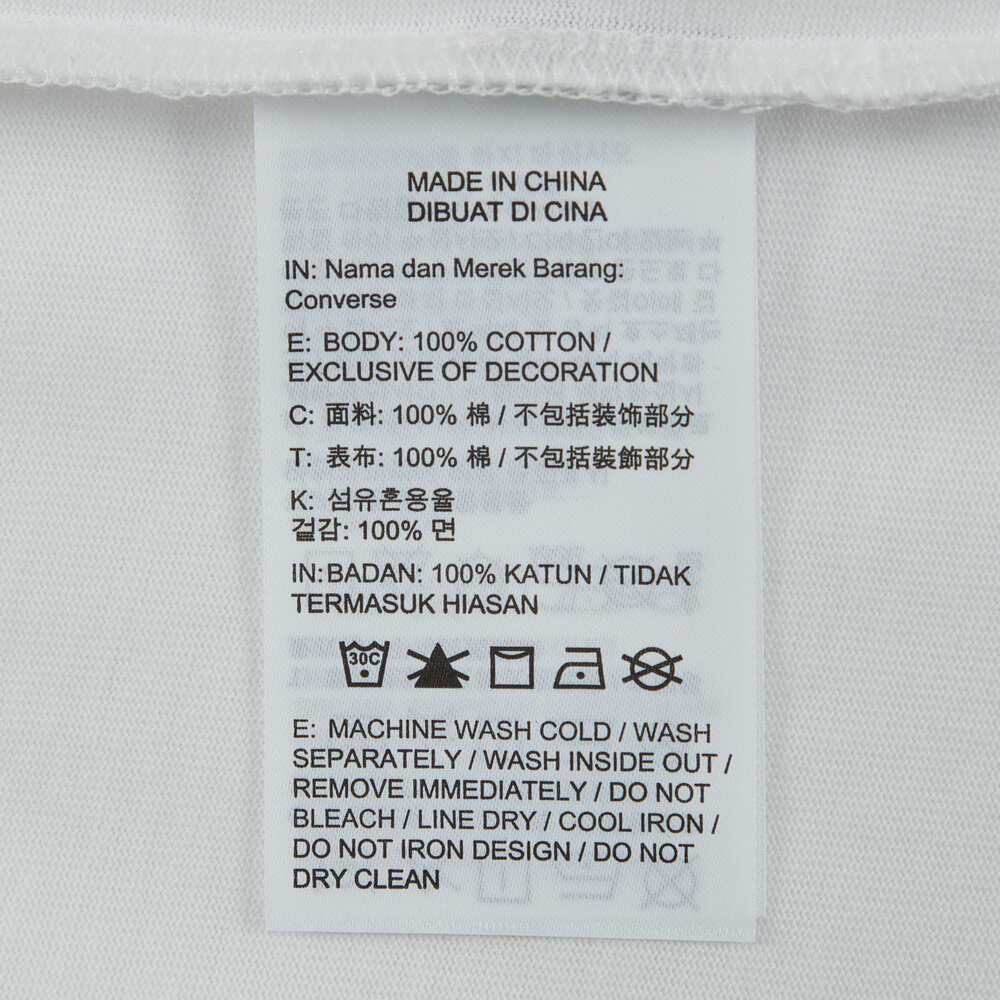 MADE IN CHINA
DIBUAT DI CINA
IN: Nama dan Merek Barang:
Converse
E: BODY: 100% COTTON /
EXCLUSIVE OF DECORATION
C: 面料: 100% 棉 / 不包括装饰部分
T: 表布: 100% 棉 / 不包括裝飾部分
K: 섬유혼용율
겉감: 100% 면
IN:BADAN: 100% KATUN / TIDAK
TERMASUK HIASAN
30C
E: MACHINE WASH COLD / WASH
SEPARATELY / WASH INSIDE OUT /
REMOVE IMMEDIATELY / DO NOT
BLEACH / LINE DRY / COOL IRON /
DO NOT IRON DESIGN / DO NOT
DRY CLEAN